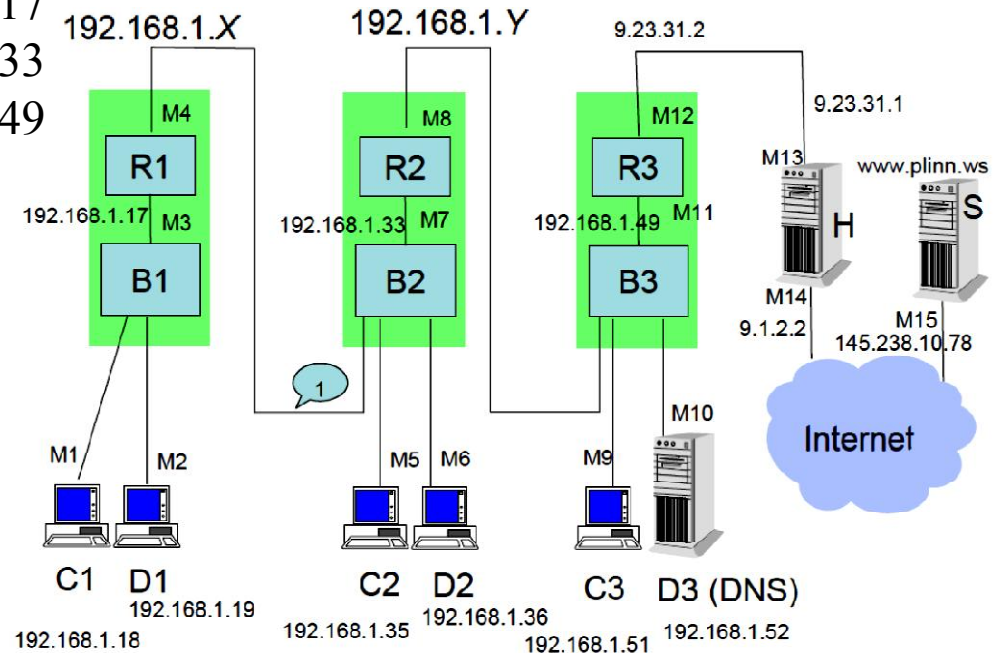 17
33
49
192.168.1.X
192.168.1.Y
9.23.31.2
9.23.31.1
M4
M8
M12
M13
www.plinn.ws
R1
R2
R3
S
192.168.1.17
M3
192.168.1.33
M7
192.168.1.49
M11
H
B1
B2
B3
M14
9.1.2.2
M15
145.238.10.78
1
M10
Internet
M1
M2
M5
M6
M9
C1
D1
C2
D2
C3
D3 (DNS)
192.168.1.18
192.168.1.19
192.168.1.35
192.168.1.36
192.168.1.51
192.168.1.52